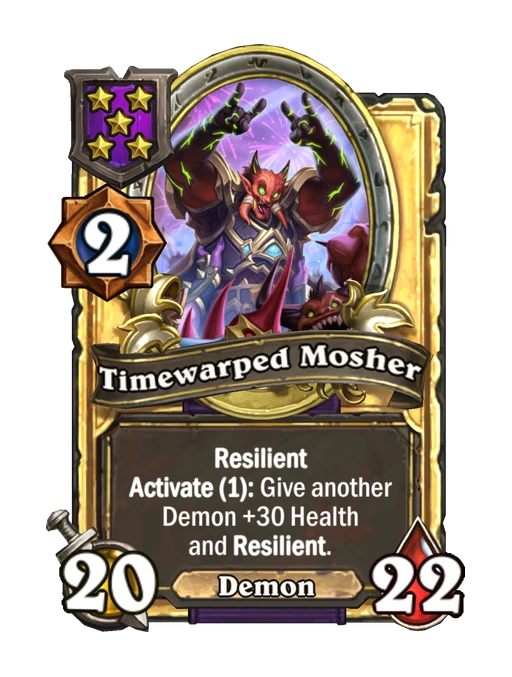 2
Timewarped Mosher
Resilient
Activate (1): Give another
Demon +30 Health
and Resilient.
20
Demon
22